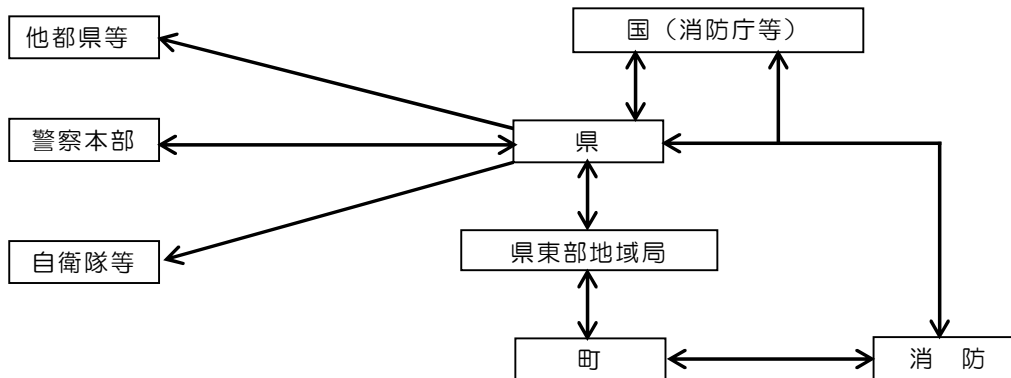 他都県等
国（消防庁等）
警察本部
県
自衛隊等
県東部地域局
町
消　防